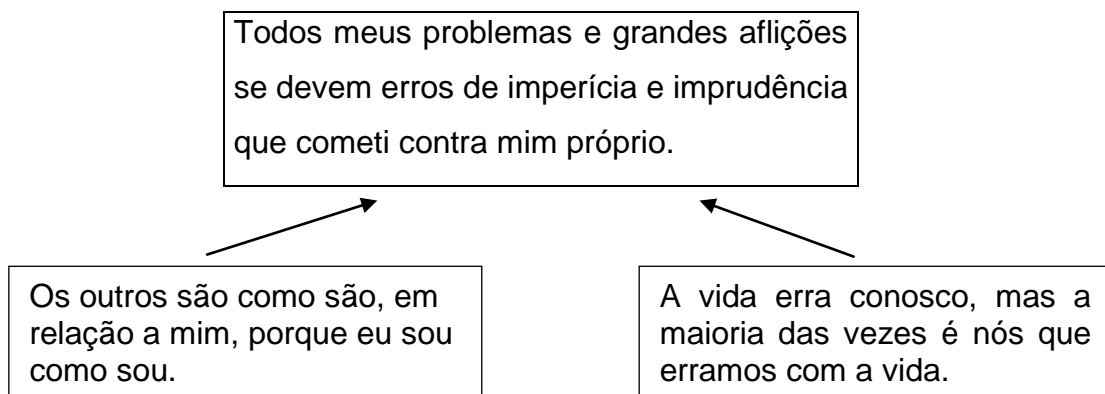 Todos meus problemas e grandes aflições
se devem erros de imperícia e imprudência
que cometi contra mim próprio.
Os outros são como são, em
relação a mim, porque eu sou
como sou.
A vida erra conosco, mas a
maioria das vezes é nós que
erramos com a vida.